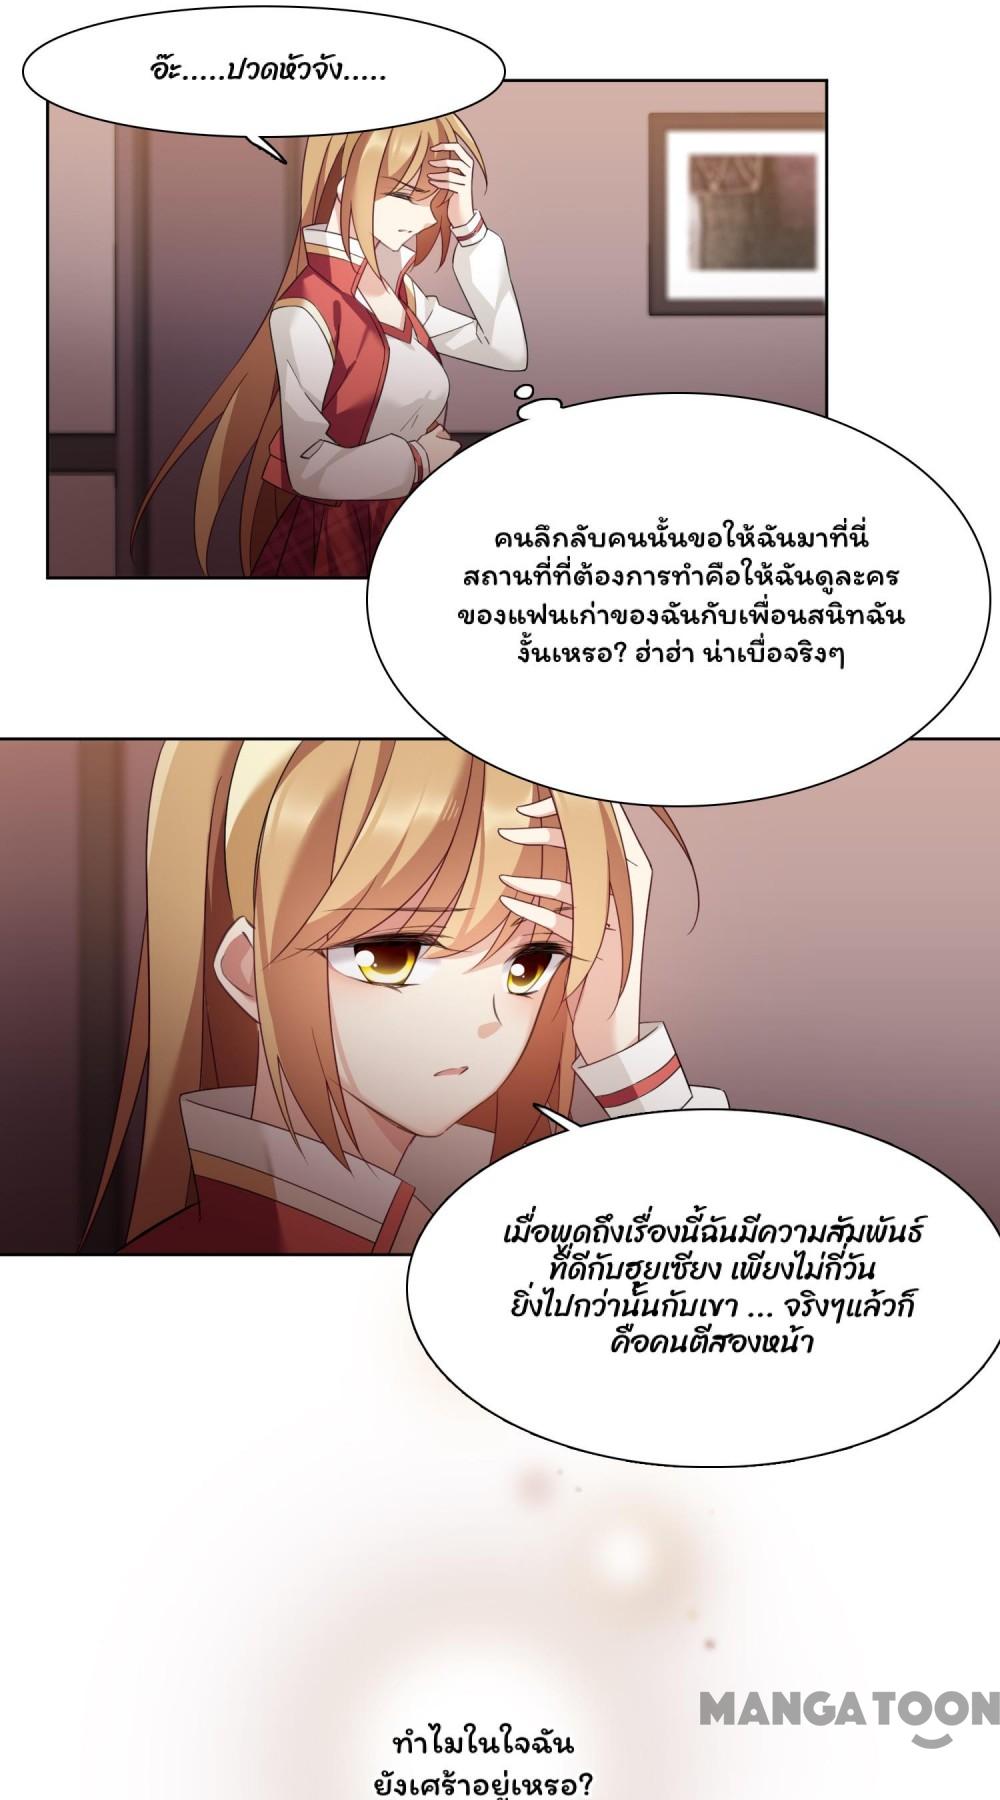 อ๊ะ.....ปวดหัวจัง.....
คนลึกลับคนนั้นขอให้ฉันมาที่นี่
สถานที่ที่ต้องการทำคือให้ฉันดูละคร
ของแฟนเก่าของฉันกับเพื่อนสนิทฉัน
งั้นเหรอ? ฮ่าฮ่า น่าเบื่อจริงๆ
เมื่อพูดถึงเรื่องนี้ฉันมีความสัมพันธ์
ที่ดีกับฮุยเซียง เพียงไม่กี่วัน
ยิ่งไปกว่านั้นกับเขา ... จริงๆแล้วก็
คือคนตีสองหน้า
MANGATOON
ทำไมในใจฉัน
ยังเศร้าอยู่เหรอ?